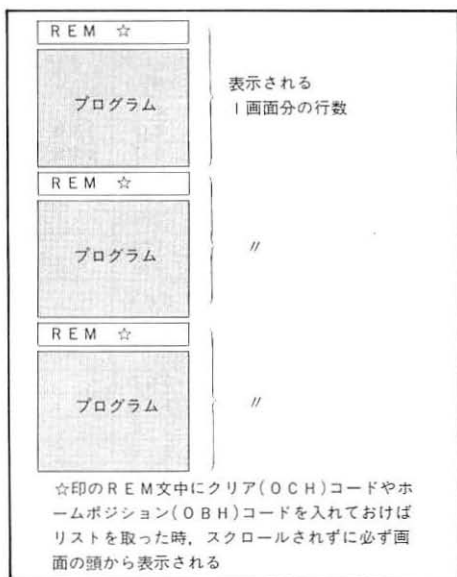 REM ☆
プログラム
表示される
1画面分の行数
REM ☆
プログラム
〃
REM ☆
プログラム
〃
☆印のREM文中にクリア(OCH)コードやホ
ームポジション(OBH)コードを入れておけば
リストを取った時,スクロールされずに必ず画
面の頭から表示される